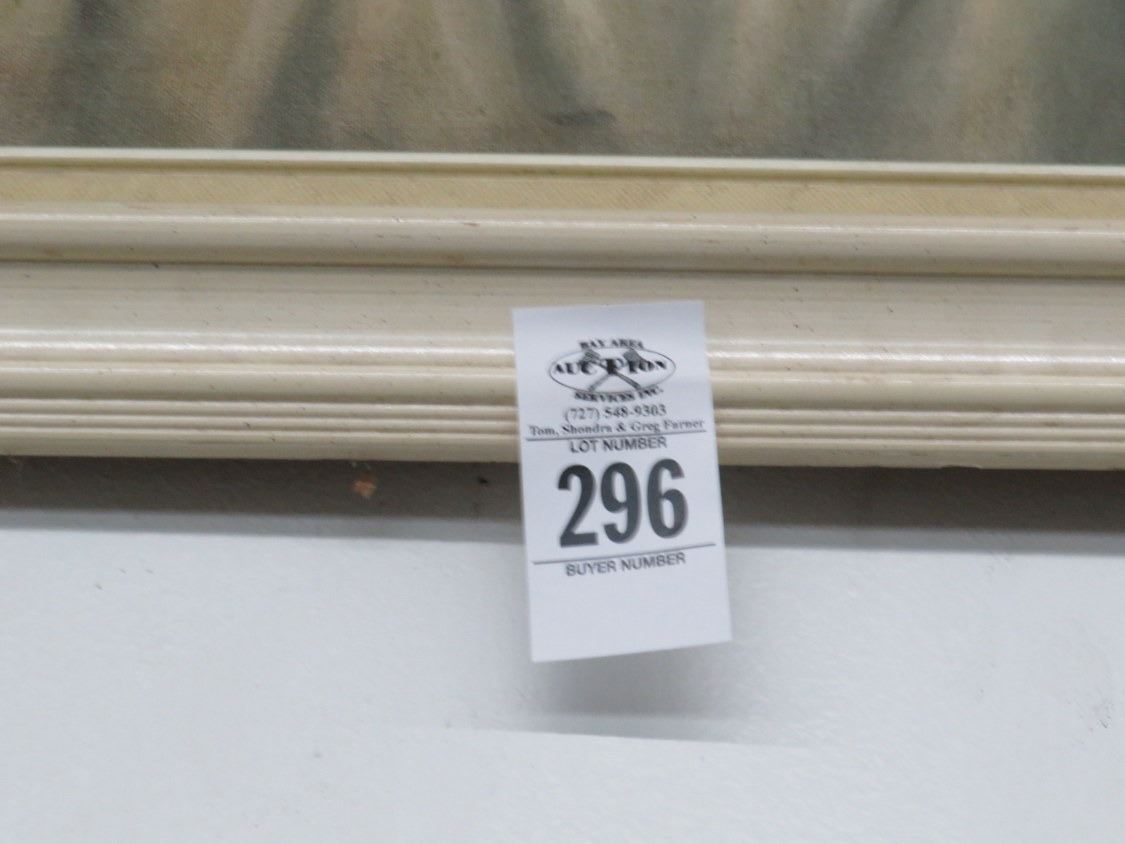 BAY AREA
AUCTION
SERVICES INC.
(727) 548-9303
Tom, Shondra & Greg Farner
LOT NUMBER
296
BUYER NUMBER